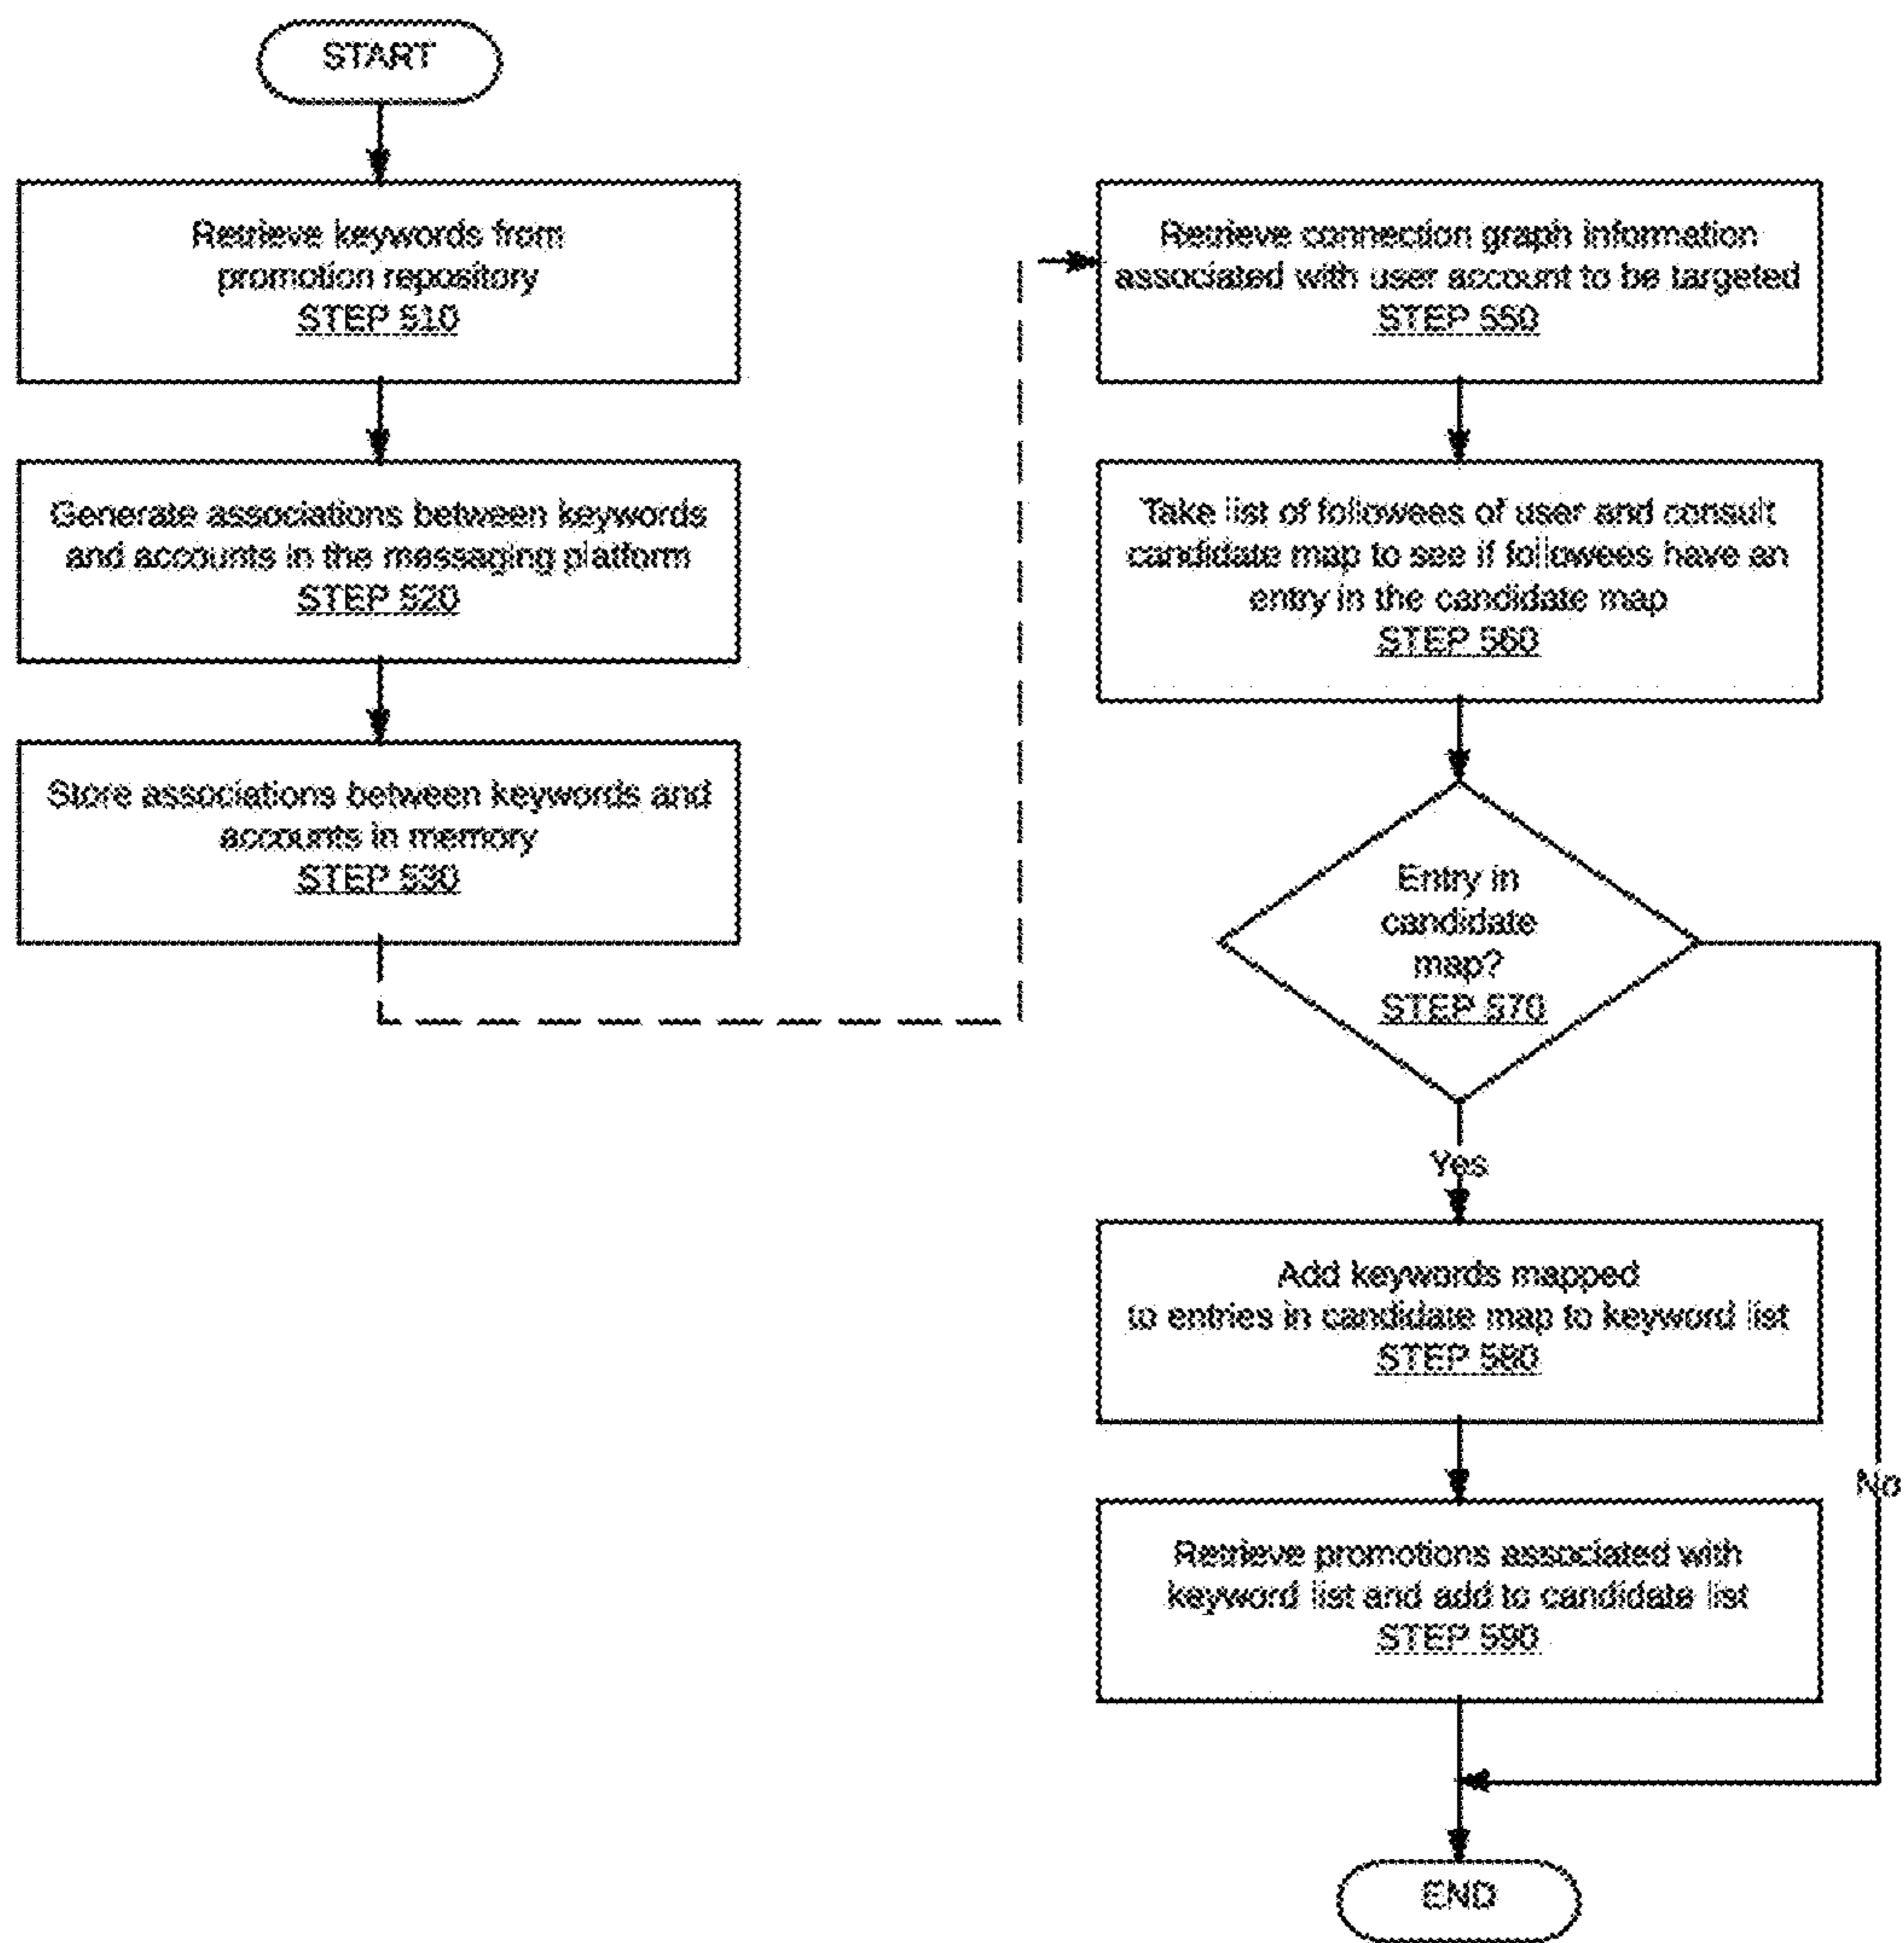 START
Retrieve keywords from
promotion repository
STEP 510
Generate associations between keywords
and accounts in the messaging platform
STEP 520
Store associations between keywords and
accounts in memory
STEP 530
Retrieve connection graph information
associated with user account to be targeted
STEP 550
Take list of followees of user and consult
candidate map to see if followees have an
entry in the candidate map
STEP 560
Entry in
candidate
map?
STEP 570
Yes
Add keywords mapped
to entries in candidate map to keyword list
STEP 580
No
Retrieve promotions associated with
keyword list and add to candidate list
STEP 590
END